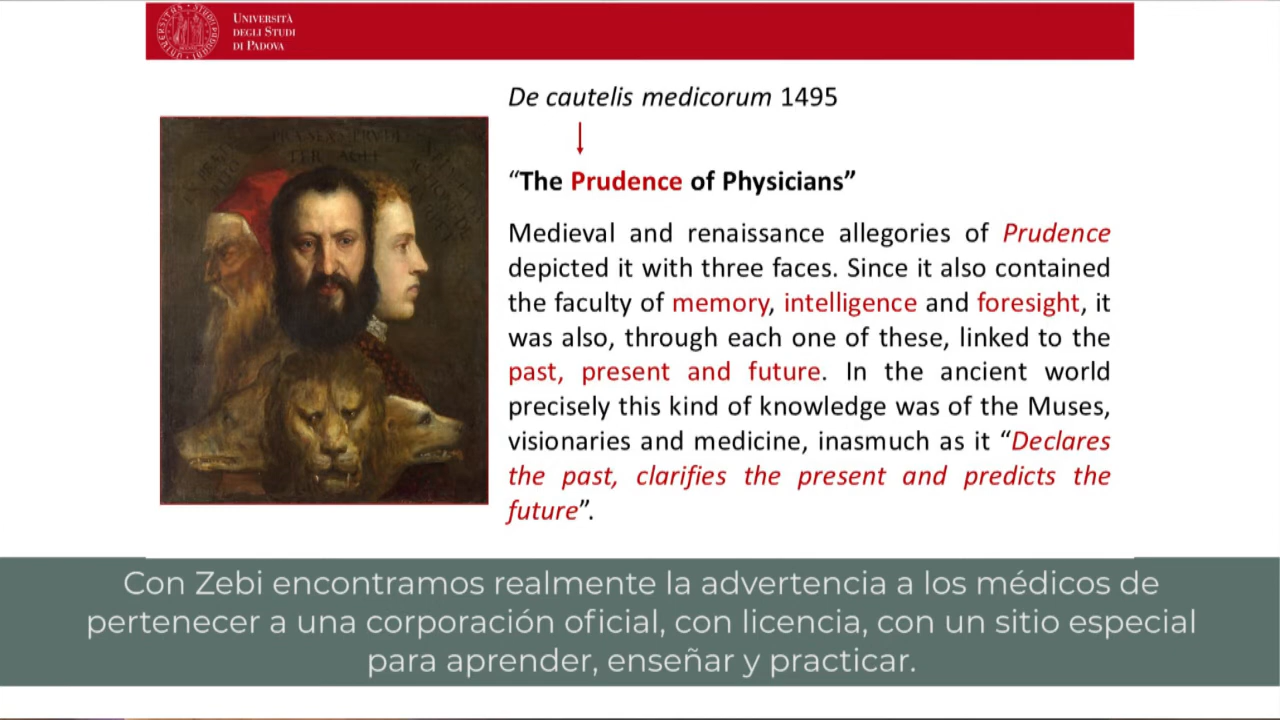 UNIVERSITÀ
DEGLI STUDI
DI PADOVA
De cautelis medicorum 1495
“The Prudence of Physicians”
Medieval and renaissance allegories of Prudence
depicted it with three faces. Since it also contained
the faculty of memory, intelligence and foresight, it
was also, through each one of these, linked to the
past, present and future. In the ancient world
precisely this kind of knowledge was of the Muses,
visionaries and medicine, inasmuch as it “Declares
the past, clarifies the present and predicts the
future”.
Con Zebi encontramos realmente la advertencia a los médicos de
pertenecer a una corporación oficial, con licencia, con un sitio especial
para aprender, enseñar y practicar.